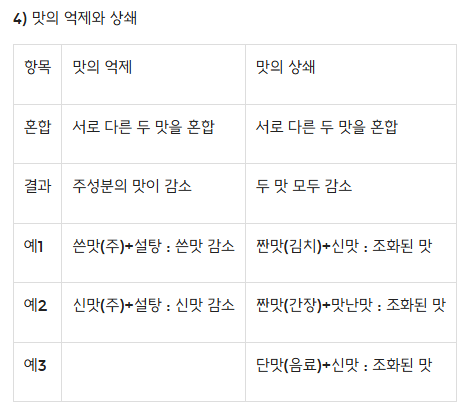 4) 맛의 억제와 상쇄
항목 맛의 억제 맛의 상쇄
혼합 서로 다른 두 맛을 혼합 서로 다른 두 맛을 혼합
결과 주성분의 맛이 감소 두 맛 모두 감소
예1 쓴맛(주)+설탕 : 쓴맛 감소 짠맛(김치)+신맛 : 조화된 맛
예2 신맛(주)+설탕 : 신맛 감소 짠맛(간장)+맛난맛 : 조화된 맛
예3 단맛(음료)+신맛 : 조화된 맛